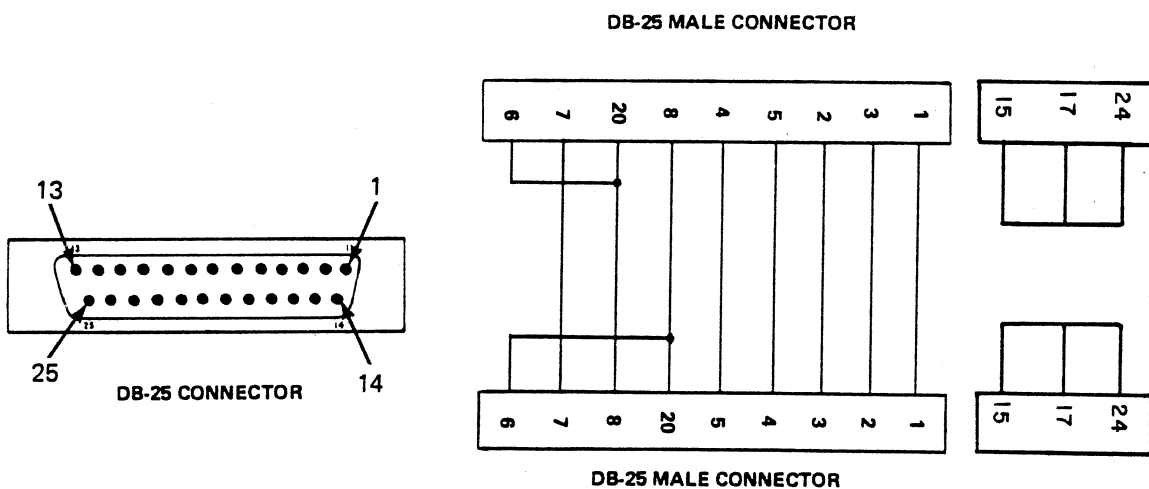 DB-25 MALE CONNECTOR
6 7 20 8 4 5 2 3 1
15 17 24
13 1
13 1
25 14
25 14
DB-25 CONNECTOR
15 17 24
6 7 8 20 5 4 3 2 1
DB-25 MALE CONNECTOR